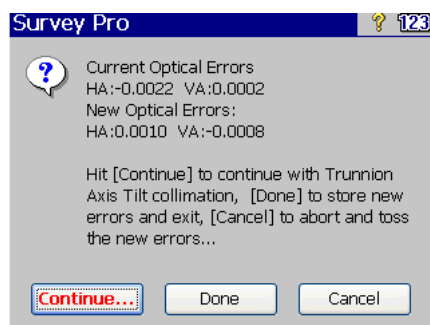 Survey Pro ? 123
?
Current Optical Errors
HA:-0.0022 VA:0.0002
New Optical Errors:
HA:0.0010 VA:-0.0008
Hit [Continue] to continue with Trunnion
Axis Tilt collimation, [Done] to store new
errors and exit, [Cancel] to abort and toss
the new errors...
Continue... Done Cancel